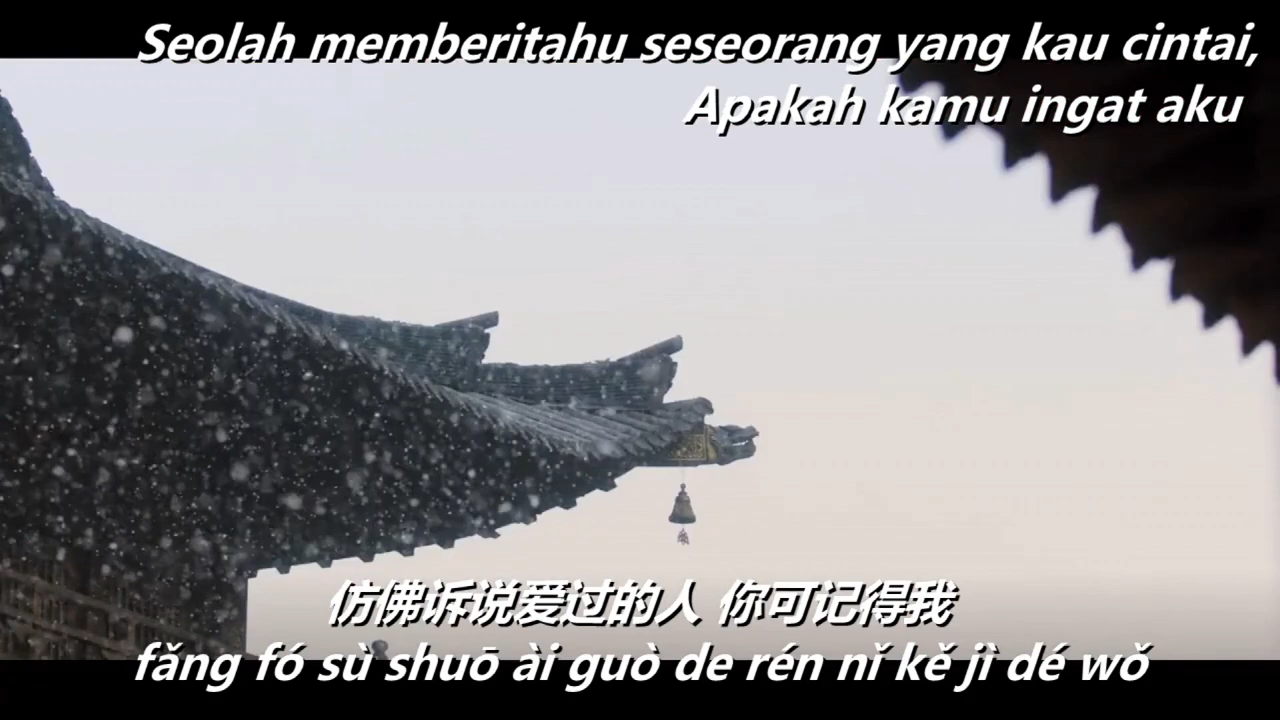 Seolah memberitahu seseorang yang kau cintai,
Apakah kamu ingat aku
仿佛诉说爱过的人 你可记得我
fǎng fó sù shuō ài guò de rén nǐ kě jì dé wǒ